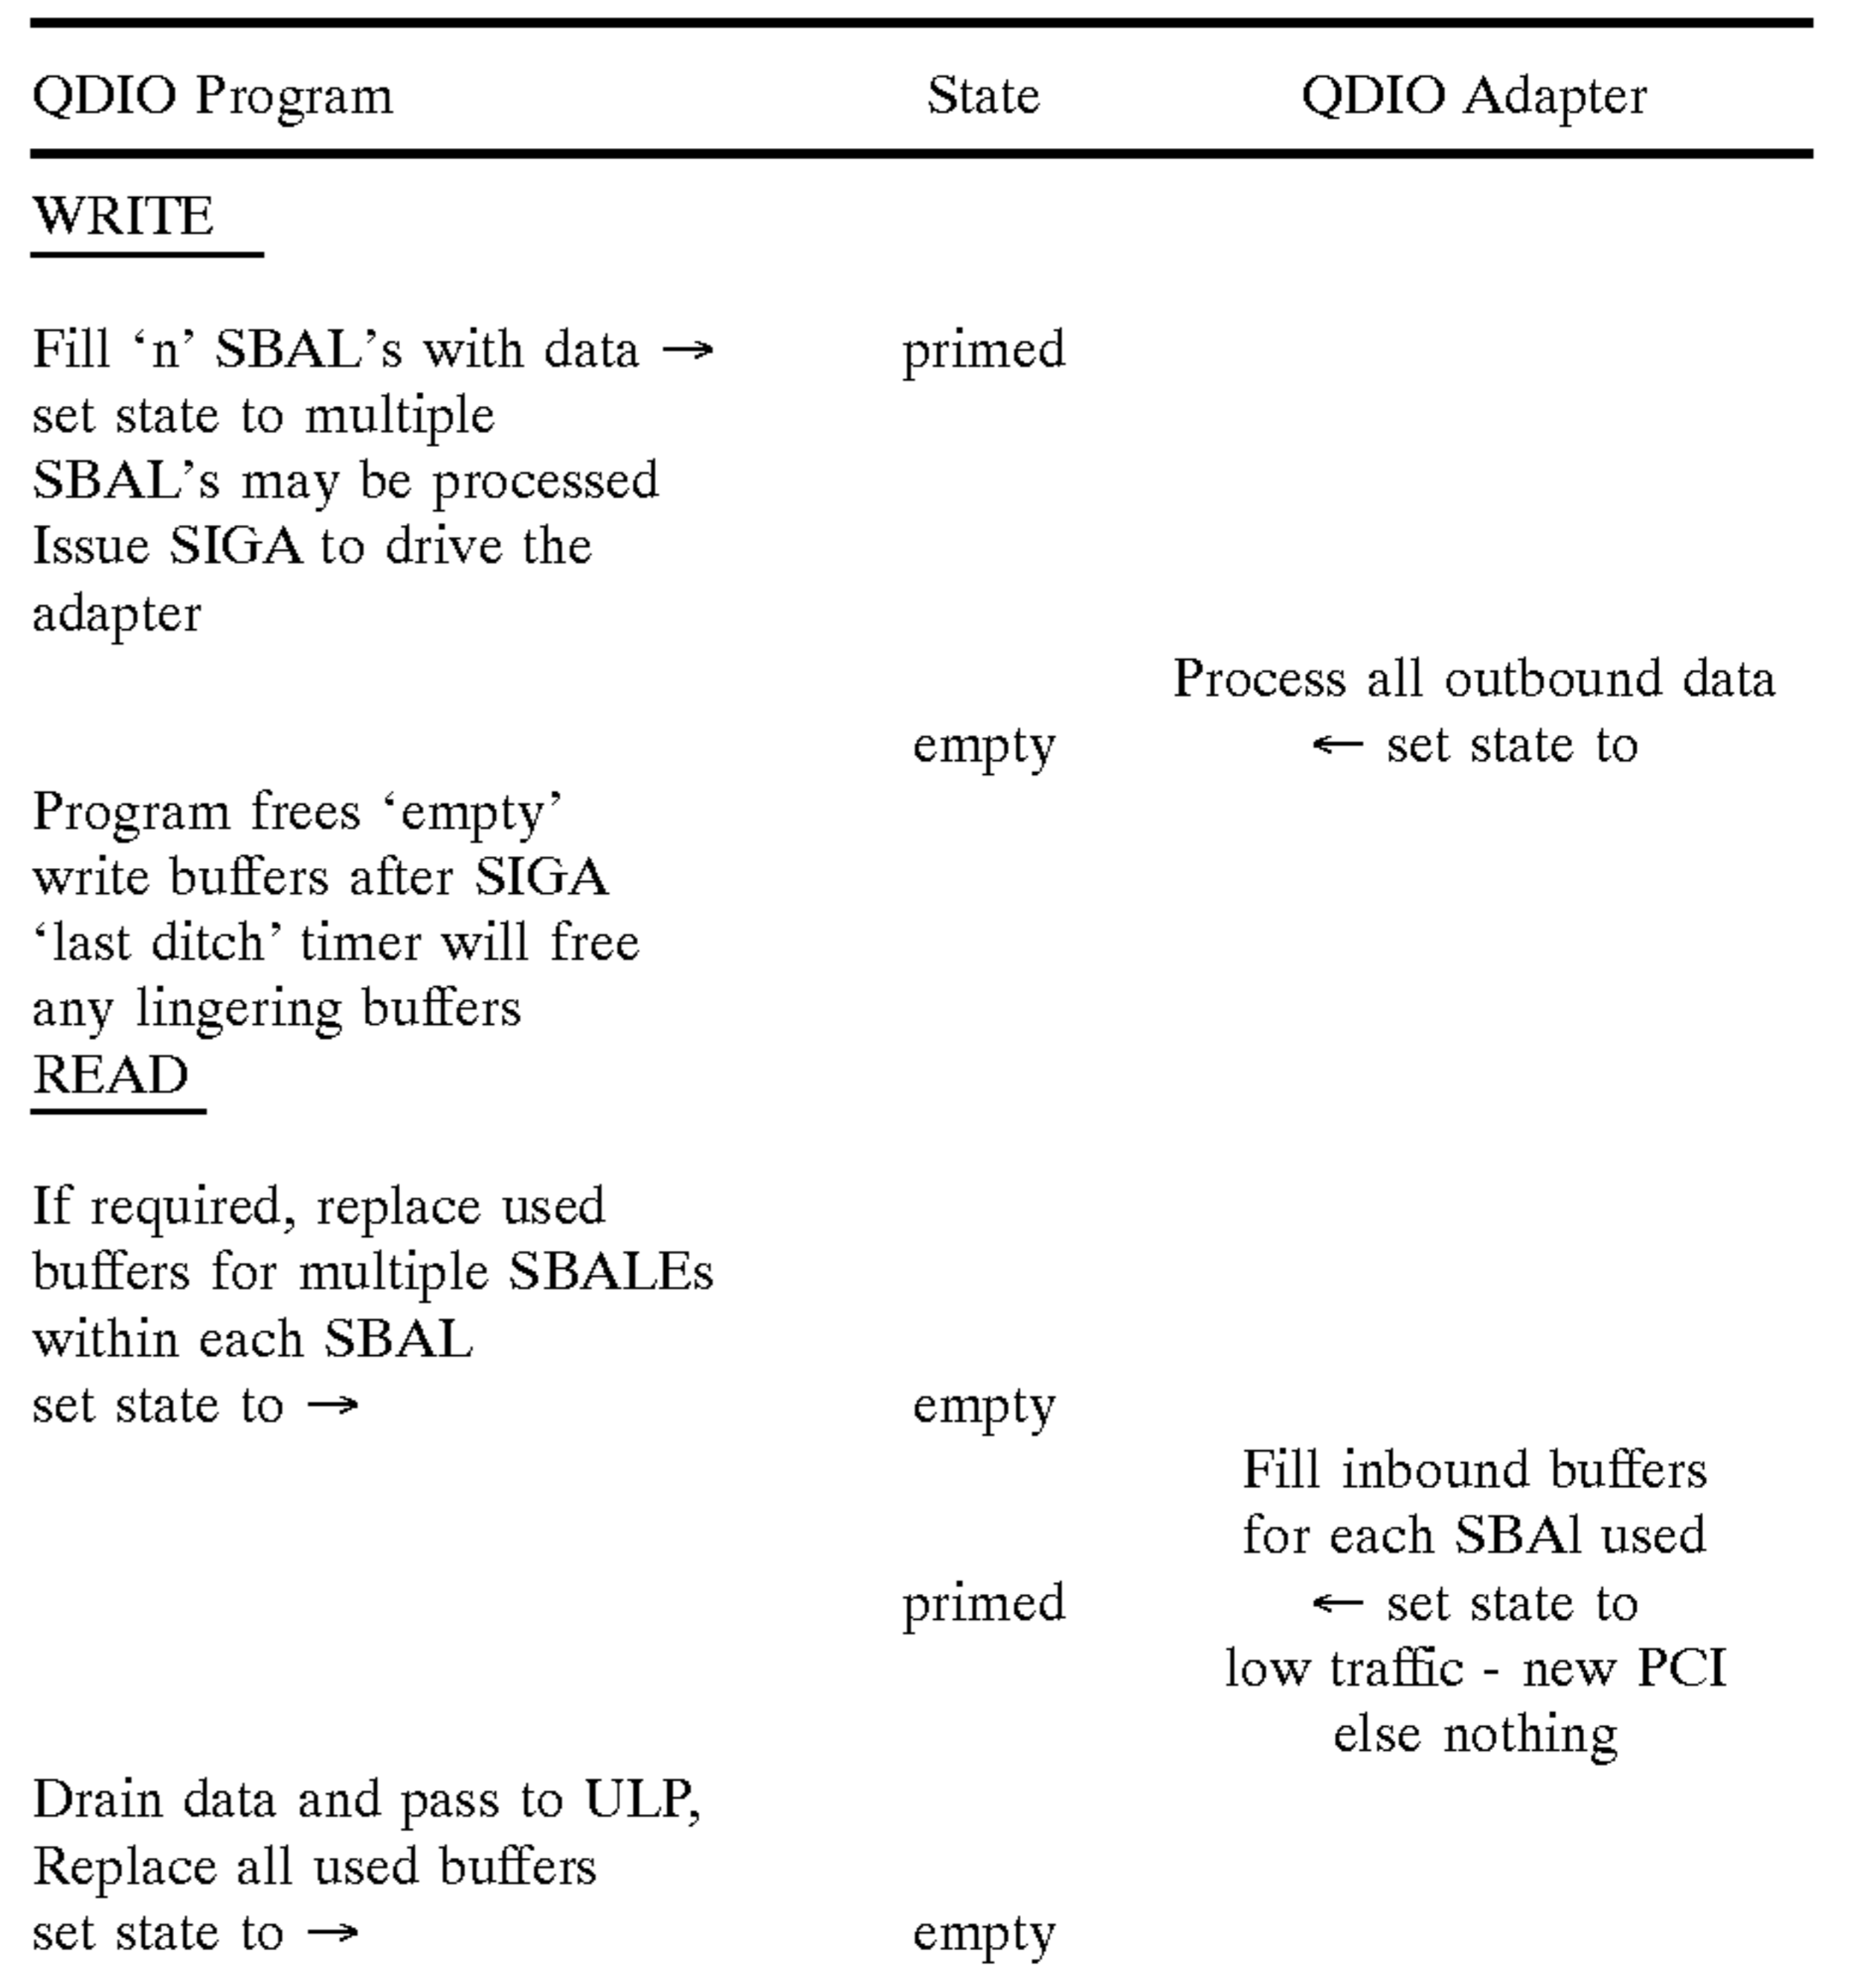 QDIO Program State QDIO Adapter
WRITE
Fill ‘n’ SBAL’s with data → primed
set state to multiple
SBAL’s may be processed
Issue SIGA to drive the
adapter
Process all outbound data
empty ← set state to
Program frees ‘empty’
write buffers after SIGA
‘last ditch’ timer will free
any lingering buffers
READ
If required, replace used
buffers for multiple SBALEs
within each SBAL
set state to → empty
Fill inbound buffers
for each SBAl used
primed ← set state to
low traffic - new PCI
else nothing
Drain data and pass to ULP,
Replace all used buffers
set state to → empty